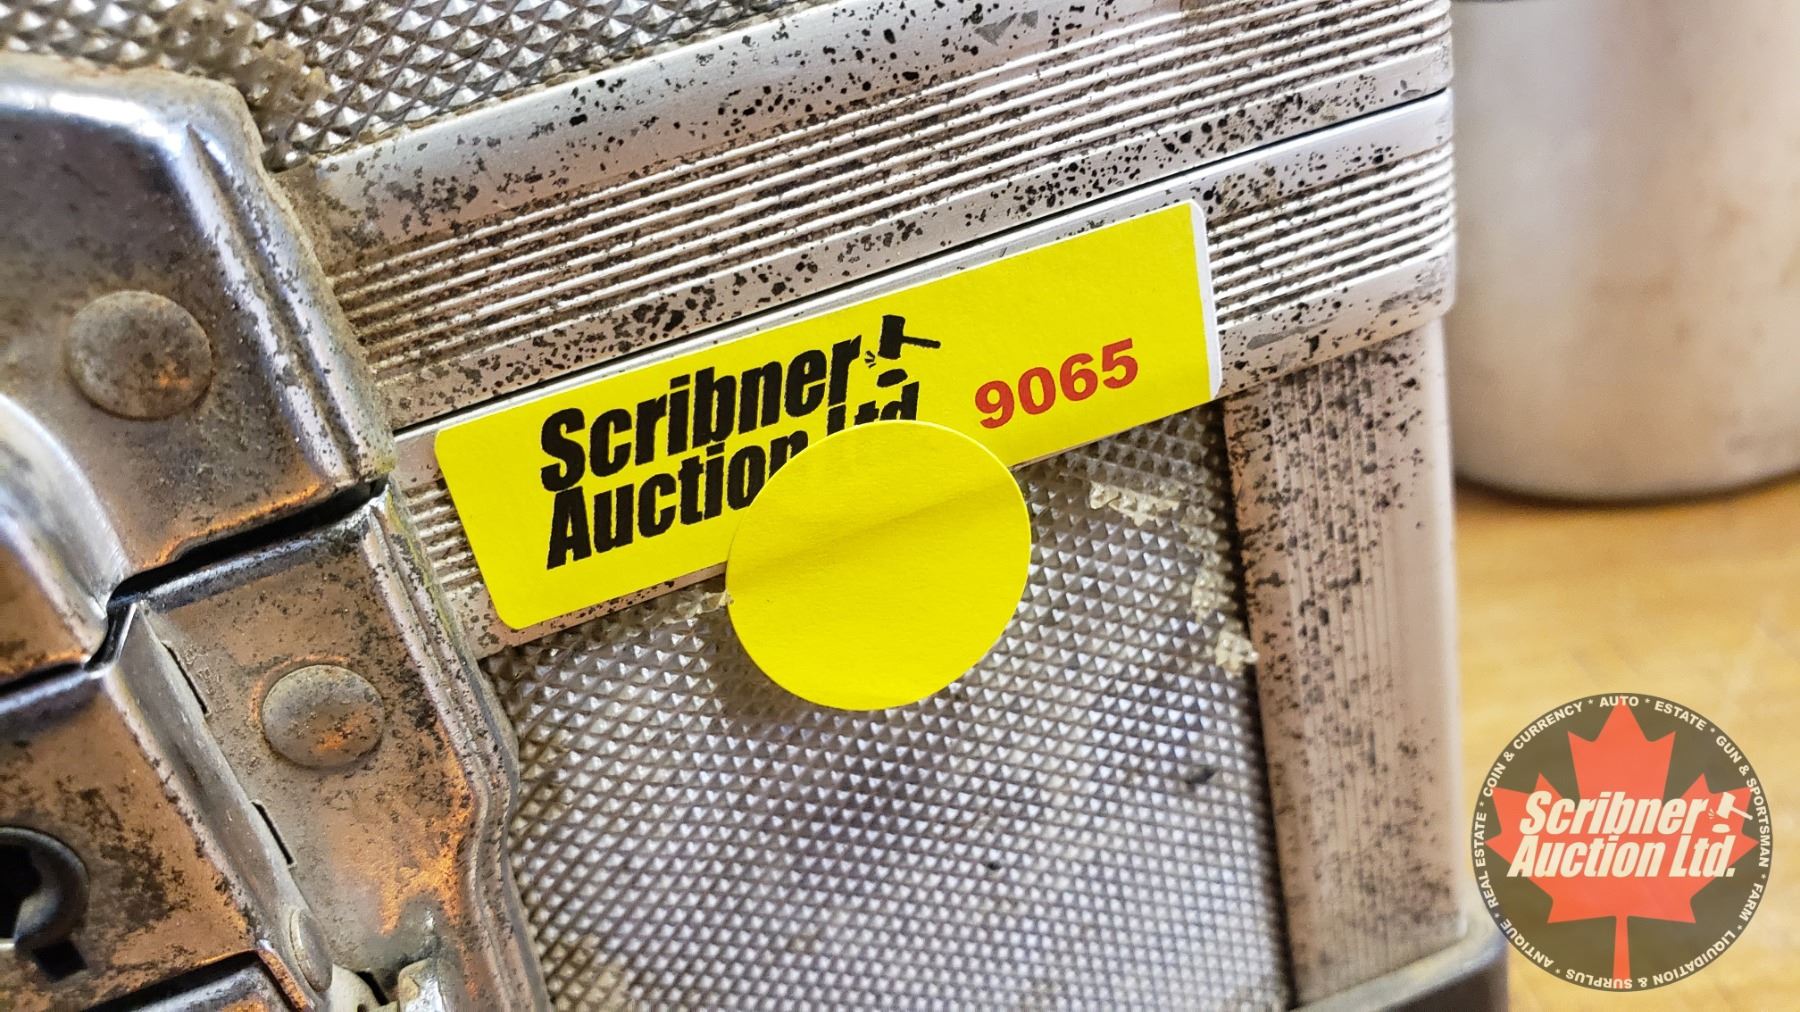 Scribner
Auction Ltd
9065
REAL ESTATE * COIN & CURRENCY * AUTO * ESTATE * GUN & SPORTSMAN * FARM * LIQUIDATION & SURPLUS * ANTIQUE *
Scribner
Auction Ltd.